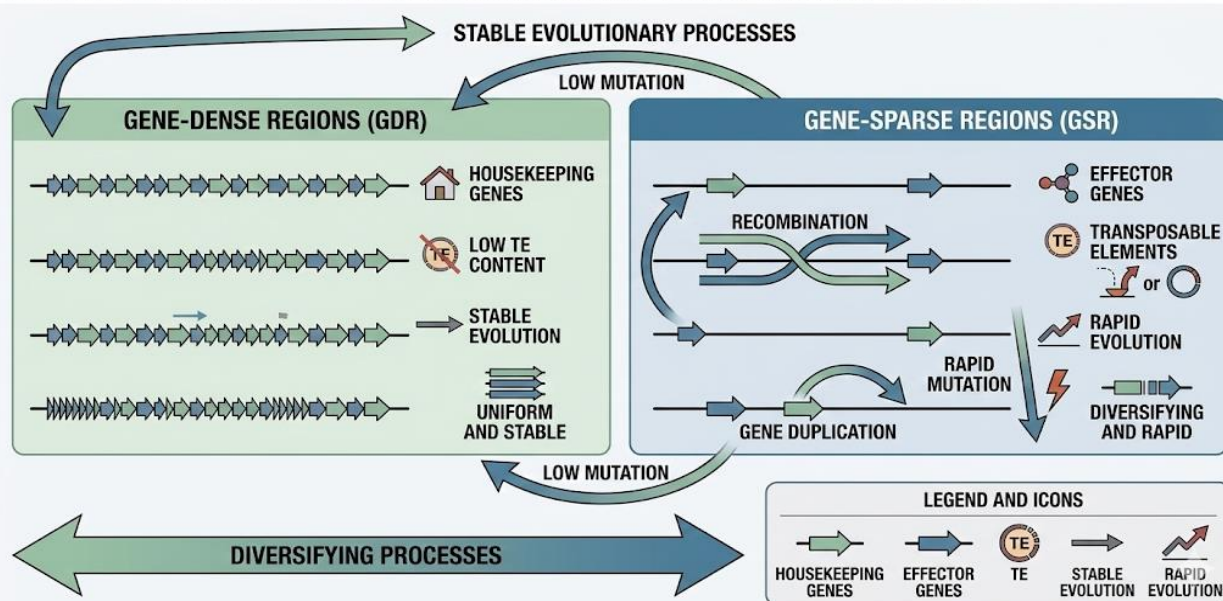 STABLE EVOLUTIONARY PROCESSES
LOW MUTATION
GENE-DENSE REGIONS (GDR)
HOUSEKEEPING
GENES
TE
LOW TE
CONTENT
STABLE
EVOLUTION
UNIFORM
AND STABLE
GENE-SPARSE REGIONS (GSR)
EFFECTOR
GENES
RECOMBINATION
TE
TRANSPOSABLE
ELEMENTS
or
RAPID
EVOLUTION
RAPID
MUTATION
GENE DUPLICATION
DIVERSIFYING
AND RAPID
LOW MUTATION
DIVERSIFYING PROCESSES
LEGEND AND ICONS
TE
HOUSEKEEPING
GENES
EFFECTOR
GENES
TE
STABLE
EVOLUTION
RAPID
EVOLUTION